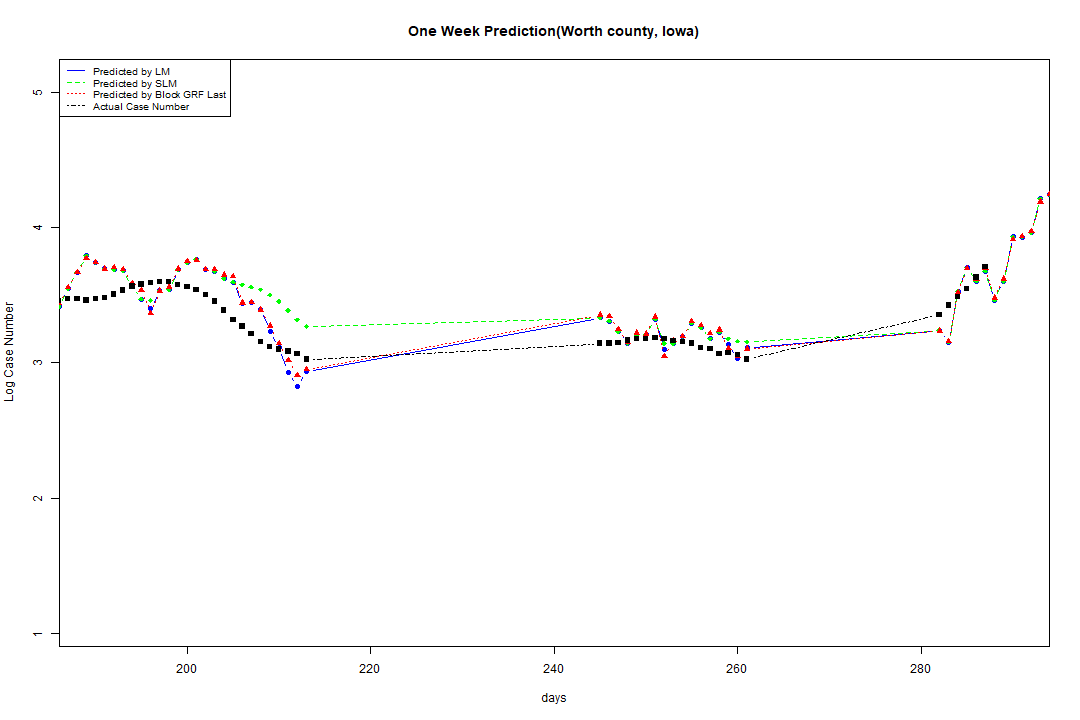 One Week Prediction(Worth county, Iowa)
Predicted by LM
Predicted by SLM
Predicted by Block GRF Last
Actual Case Number
5
4
3
2
1
Log Case Number
200 220 240 260 280
days